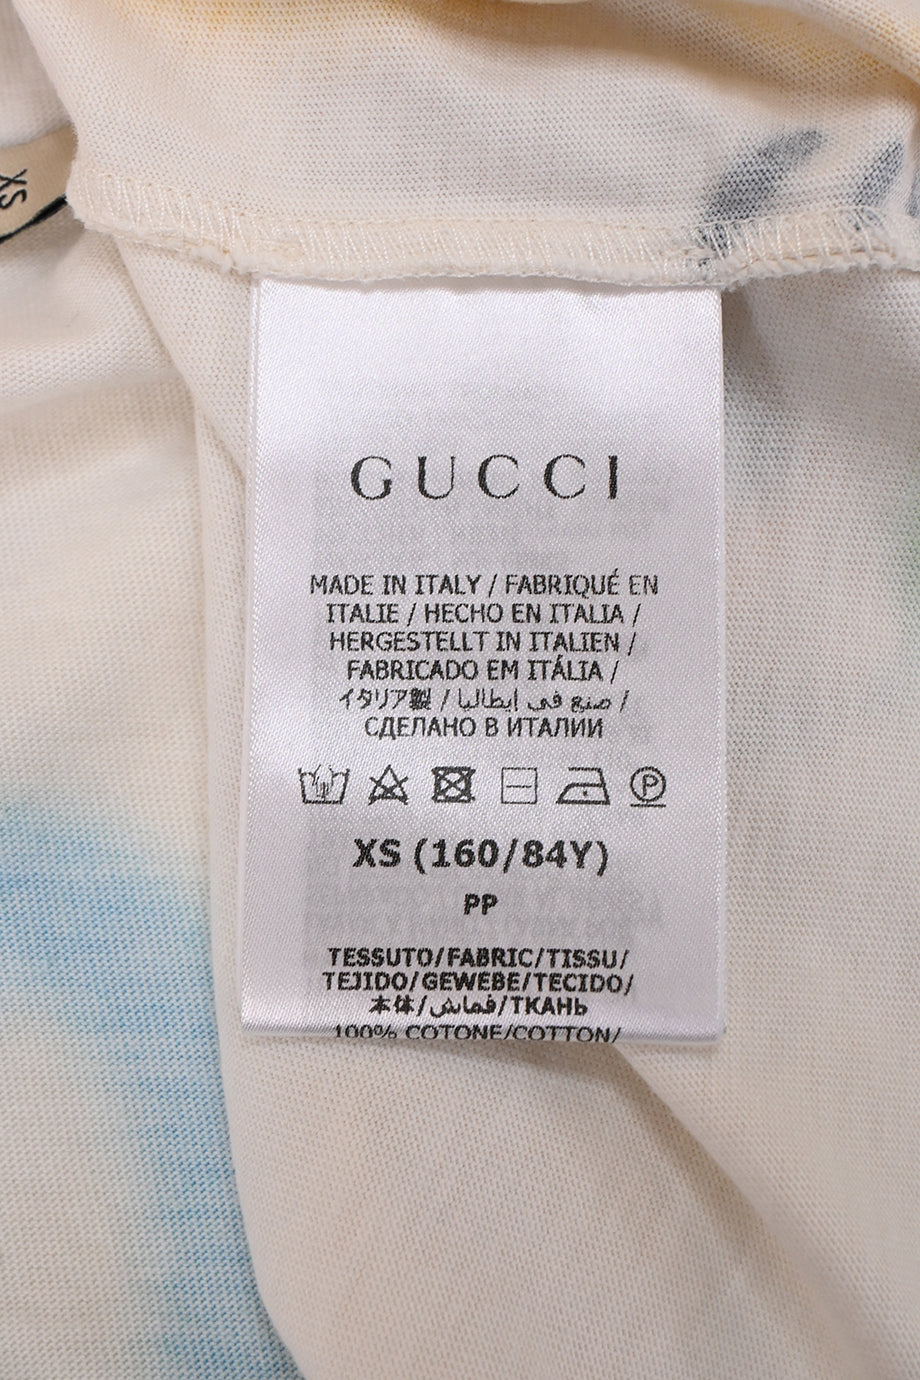 XS
GUCCI
MADE IN ITALY / FABRIQUÉ EN
ITALIE / HECHO EN ITALIA /
HERGESTELLT IN ITALIEN /
FABRICADO EM ITÁLIA /
イタリア製 / صنع في إيطاليا /
СДЕЛАНО В ИТАЛИИ
P
XS (160/84Y)
PP
TESSUTO/FABRIC/TISSU/
TEJIDO/GEWEBE/TECIDO/
本体/قماش/ТКАНЬ
100% COTONE/COTTON/